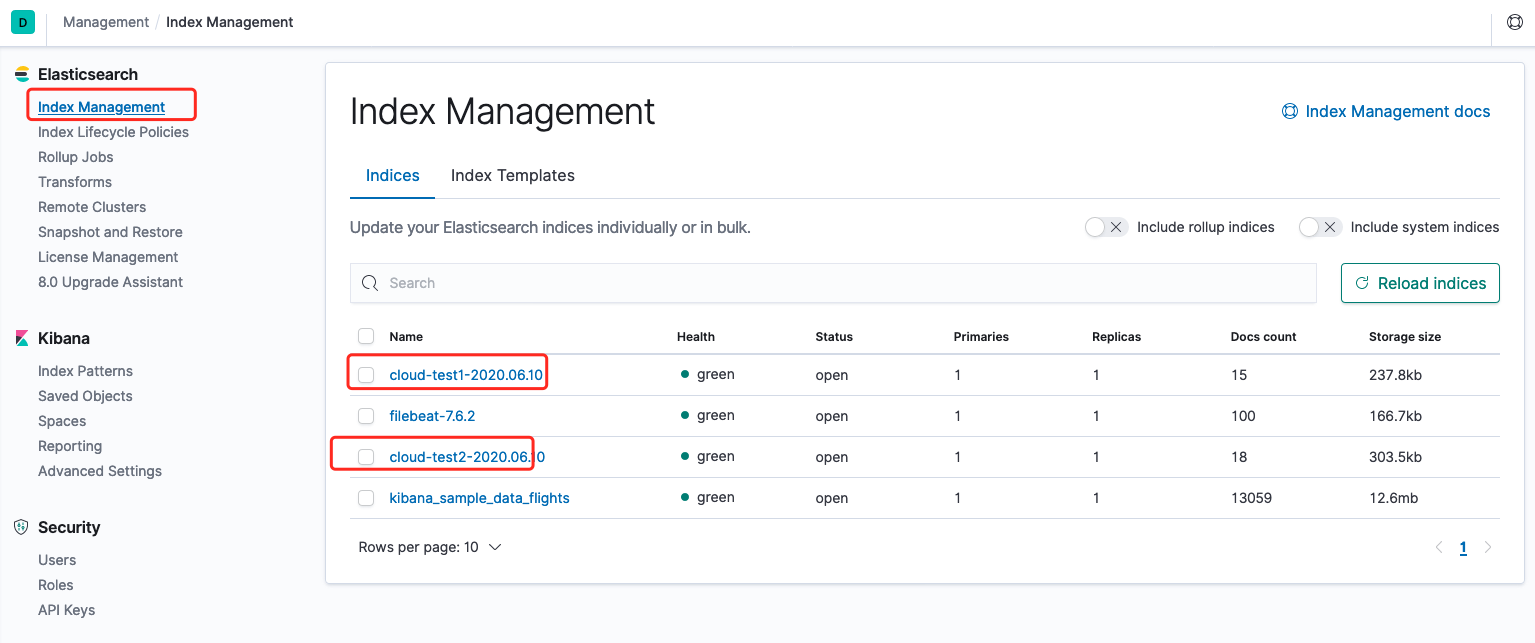 D
Management / Index Management
Elasticsearch
Index Management
Index Lifecycle Policies
Rollup Jobs
Transforms
Remote Clusters
Snapshot and Restore
License Management
8.0 Upgrade Assistant
Kibana
Index Patterns
Saved Objects
Spaces
Reporting
Advanced Settings
Security
Users
Roles
API Keys
Index Management
Index Management docs
Indices Index Templates
Update your Elasticsearch indices individually or in bulk. Include rollup indices Include system indices
Search Reload indices
Name Health Status Primaries Replicas Docs count Storage size
cloud-test1-2020.06.10 green open 1 1 15 237.8kb
filebeat-7.6.2 green open 1 1 100 166.7kb
cloud-test2-2020.06.10 green open 1 1 18 303.5kb
kibana_sample_data_flights green open 1 1 13059 12.6mb
Rows per page: 10 1